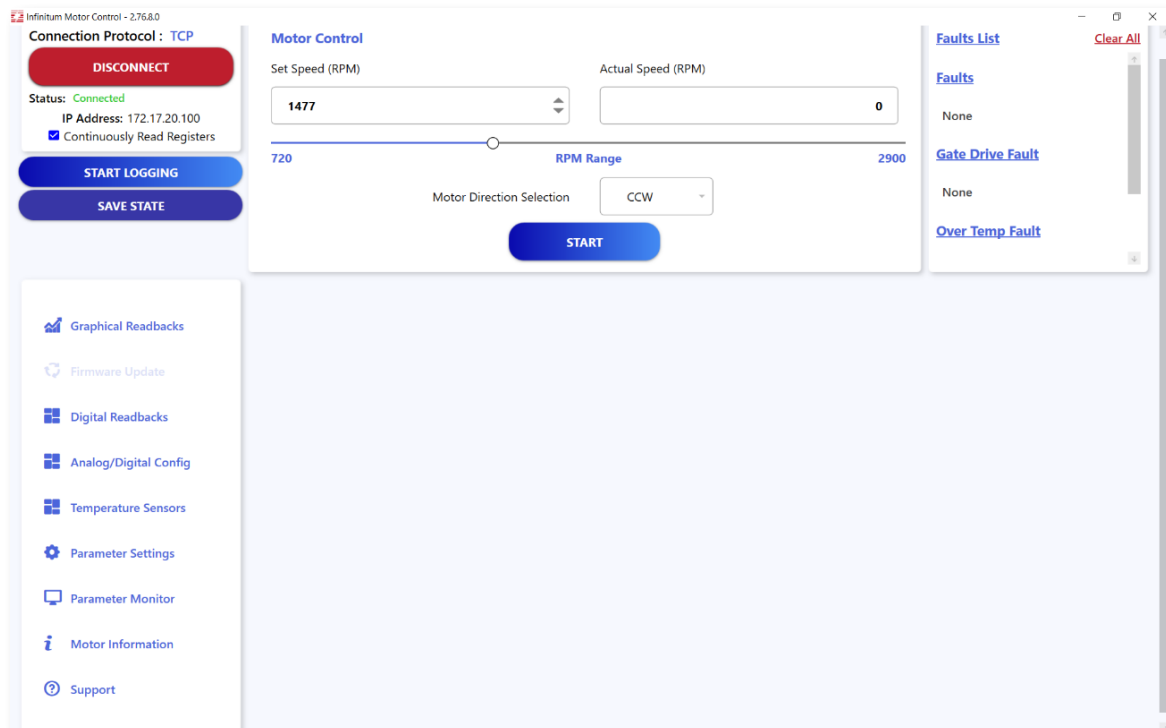 Infinitum Motor Control - 2.76.8.0
Connection Protocol : TCP
DISCONNECT
Status: Connected
IP Address: 172.17.20.100
Continuously Read Registers
START LOGGING
SAVE STATE
Graphical Readbacks
Firmware Update
Digital Readbacks
Analog/Digital Config
Temperature Sensors
Parameter Settings
Parameter Monitor
Motor Information
Support
Motor Control
Set Speed (RPM)
Actual Speed (RPM)
1477
0
720
RPM Range
2900
Motor Direction Selection
CCW
START
Faults List
Clear All
Faults
None
Gate Drive Fault
None
Over Temp Fault